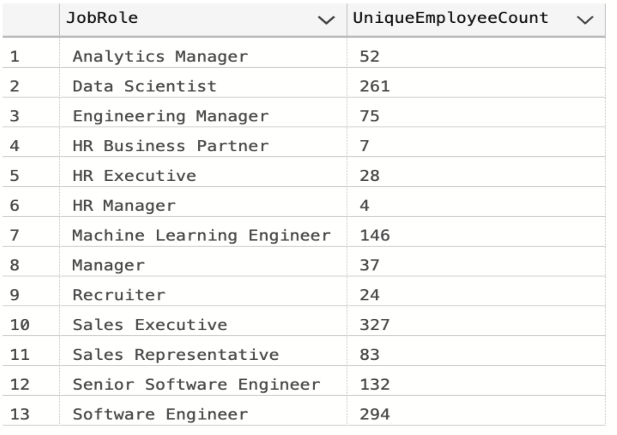 JobRole UniqueEmployeeCount
1 Analytics Manager 52
2 Data Scientist 261
3 Engineering Manager 75
4 HR Business Partner 7
5 HR Executive 28
6 HR Manager 4
7 Machine Learning Engineer 146
8 Manager 37
9 Recruiter 24
10 Sales Executive 327
11 Sales Representative 83
12 Senior Software Engineer 132
13 Software Engineer 294